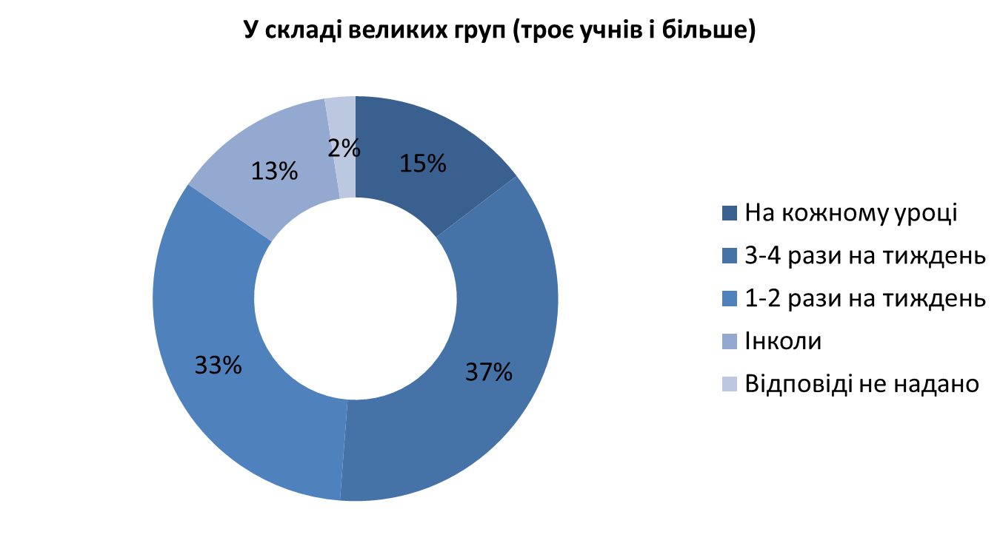 У складі великих груп (троє учнів і більше)
2%
15%
13%
33%
37%
На кожному уроці
3-4 рази на тиждень
1-2 рази на тиждень
Інколи
Відповіді не надано